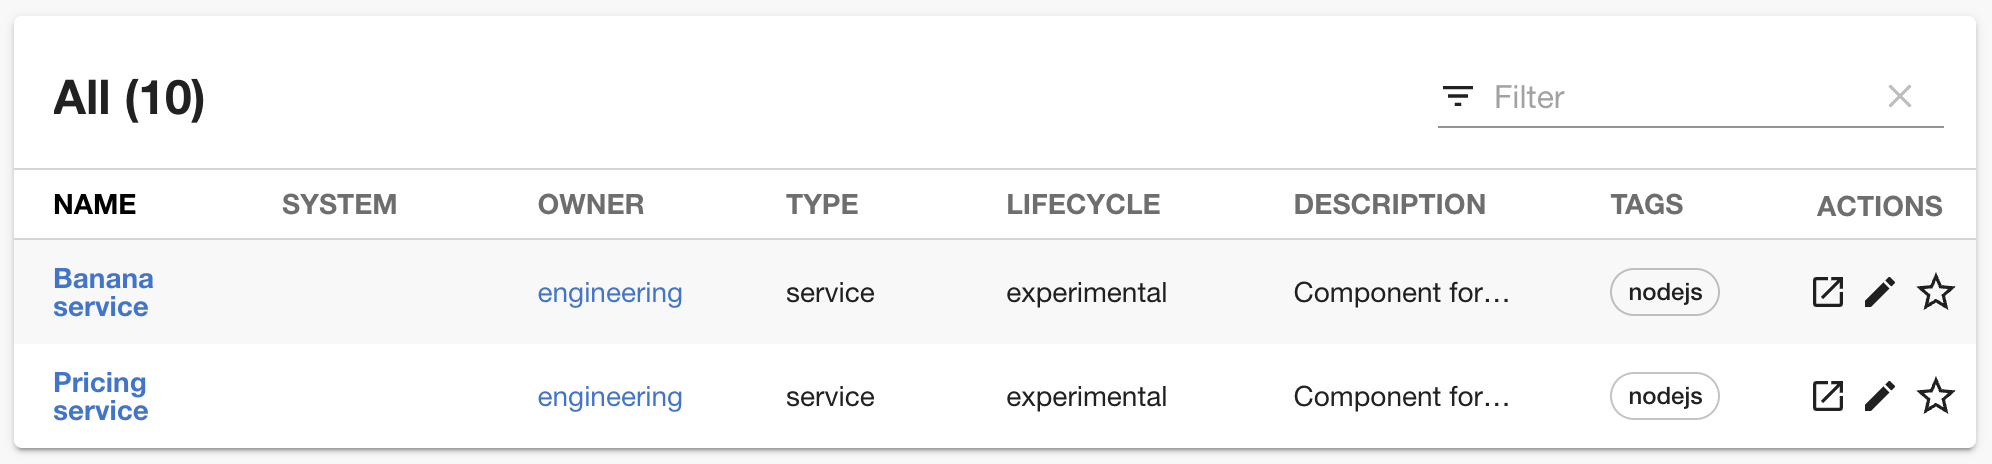 All (10)
Filter
NAME SYSTEM OWNER TYPE LIFECYCLE DESCRIPTION TAGS ACTIONS
Banana
service
engineering service experimental Component for… nodejs
Pricing
service
engineering service experimental Component for… nodejs